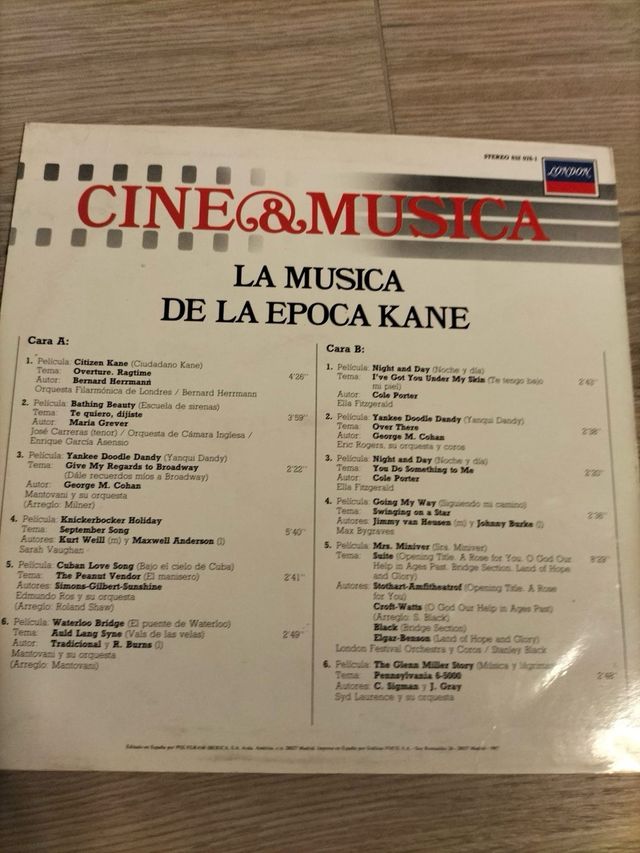 STEREO
LONDON
CINE&MUSICA
LA MUSICA
DE LA EPOCA KANE
Cara A:
1. Película: Citizen Kane (Ciudadano Kane)
Tema: Overture. Ragtime 4'26"
Autor: Bernard Herrmann
Orquesta Filarmónica de Londres / Bernard Herrmann
2. Película: Bathing Beauty (Escuela de sirenas)
Tema: Te quiero, dijiste 3'59"
Autor: Maria Grever
José Carreras (tenor) / Orquesta de Cámara Inglesa /
Enrique García Asensio
3. Película: Yankee Doodle Dandy (Yanqui Dandy)
Tema: Give My Regards to Broadway 2'22"
(Dále recuerdos míos a Broadway)
Autor: George M. Cohan
Mantovani y su orquesta
(Arreglo: Milner)
4. Película: Knickerbocker Holiday
Tema: September Song 5'40"
Autores: Kurt Weill (m) y Maxwell Anderson (l)
Sarah Vaughan
5. Película: Cuban Love Song (Bajo el cielo de Cuba)
Tema: The Peanut Vendor (El manisero) 2'41"
Autores: Simons-Gilbert-Sunshine
Edmundo Ros y su orquesta
(Arreglo: Roland Shaw)
6. Película: Waterloo Bridge (El puente de Waterloo)
Tema: Auld Lang Syne (Vals de las velas) 2'49"
Autor: Tradicional y R. Burns (l)
Mantovani y su orquesta
(Arreglo: Mantovani)
Cara B:
1. Película: Night and Day (Noche y día)
Tema: I've Got You Under My Skin (Te tengo bajo 2'43"
mi piel)
Autor: Cole Porter
Ella Fitzgerald
2. Película: Yankee Doodle Dandy (Yanqui Dandy)
Tema: Over There 2'38"
Autor: George M. Cohan
Eric Rogers, su orquesta y coros
3. Película: Night and Day (Noche y día)
Tema: You Do Something to Me 2'20"
Autor: Cole Porter
Ella Fitzgerald
4. Película: Going My Way (Siguiendo mi camino)
Tema: Swinging on a Star 2'36"
Autores: Jimmy van Heusen (m) y Johnny Burke (l)
Max Bygraves
5. Película: Mrs. Miniver (Sra. Miniver)
Tema: Suite (Opening Title. A Rose for You. O God Our 8'29"
Help in Ages Past. Bridge Section. Land of Hope
and Glory)
Autores: Stothart-Amfitheatrof (Opening Title. A Rose
for You)
Croft-Watts (O God Our Help in Ages Past)
(Arreglo: S. Black)
Black (Bridge Section)
Elgar-Benson (Land of Hope and Glory)
London Festival Orchestra y Coros / Stanley Black
6. Película: The Glenn Miller Story (Música y lágrimas)
Tema: Pennsylvania 6-5000 2'48"
Autores: C. Sigman y J. Gray
Syd Laurence y su orquesta